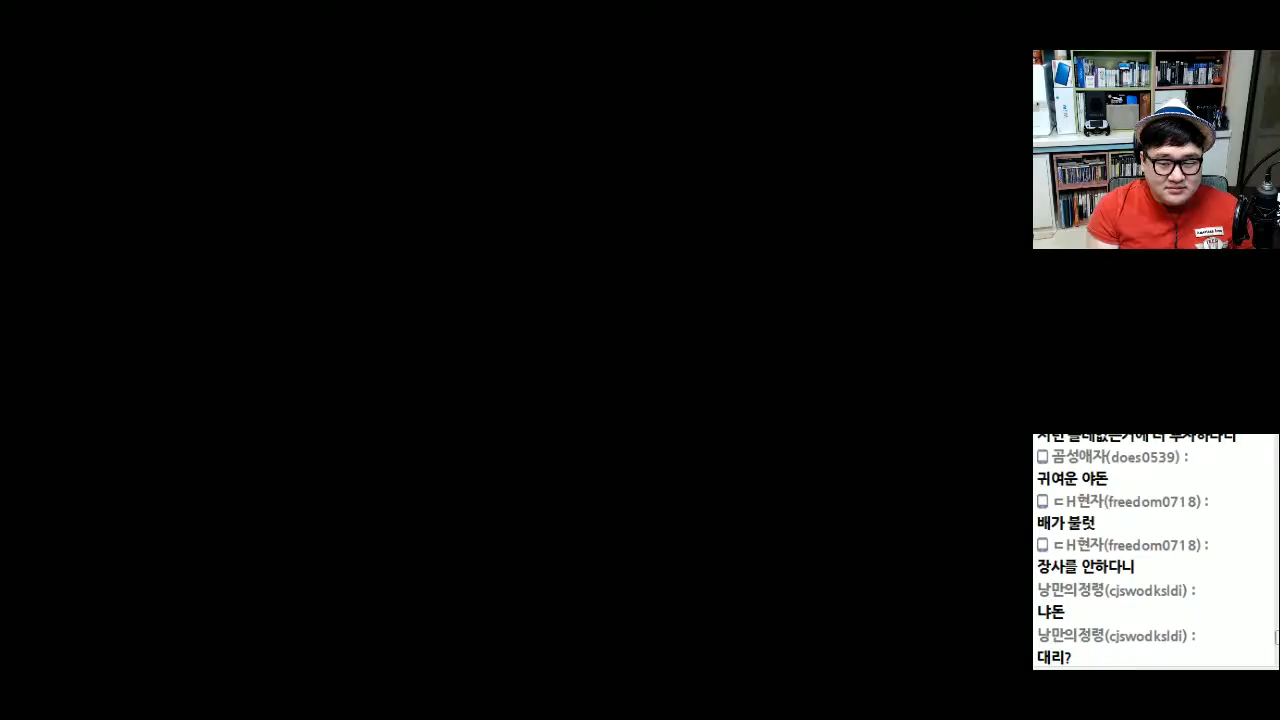 곰성애자(does0539) :
귀여운 야돈
ㄷH현자(freedom0718) :
배가 불럿
ㄷH현자(freedom0718) :
장사를 안하다니
낭만의정령(cjswodksldi) :
냐돈
낭만의정령(cjswodksldi) :
대리?